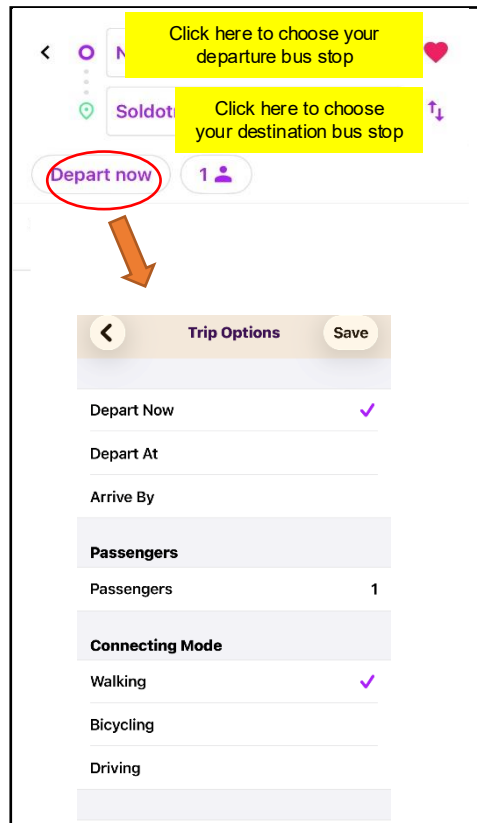 Click here to choose your
departure bus stop
Click here to choose
your destination bus stop
Depart now
1
Trip Options
Save
Depart Now
Depart At
Arrive By
Passengers
Passengers
1
Connecting Mode
Walking
Bicycling
Driving